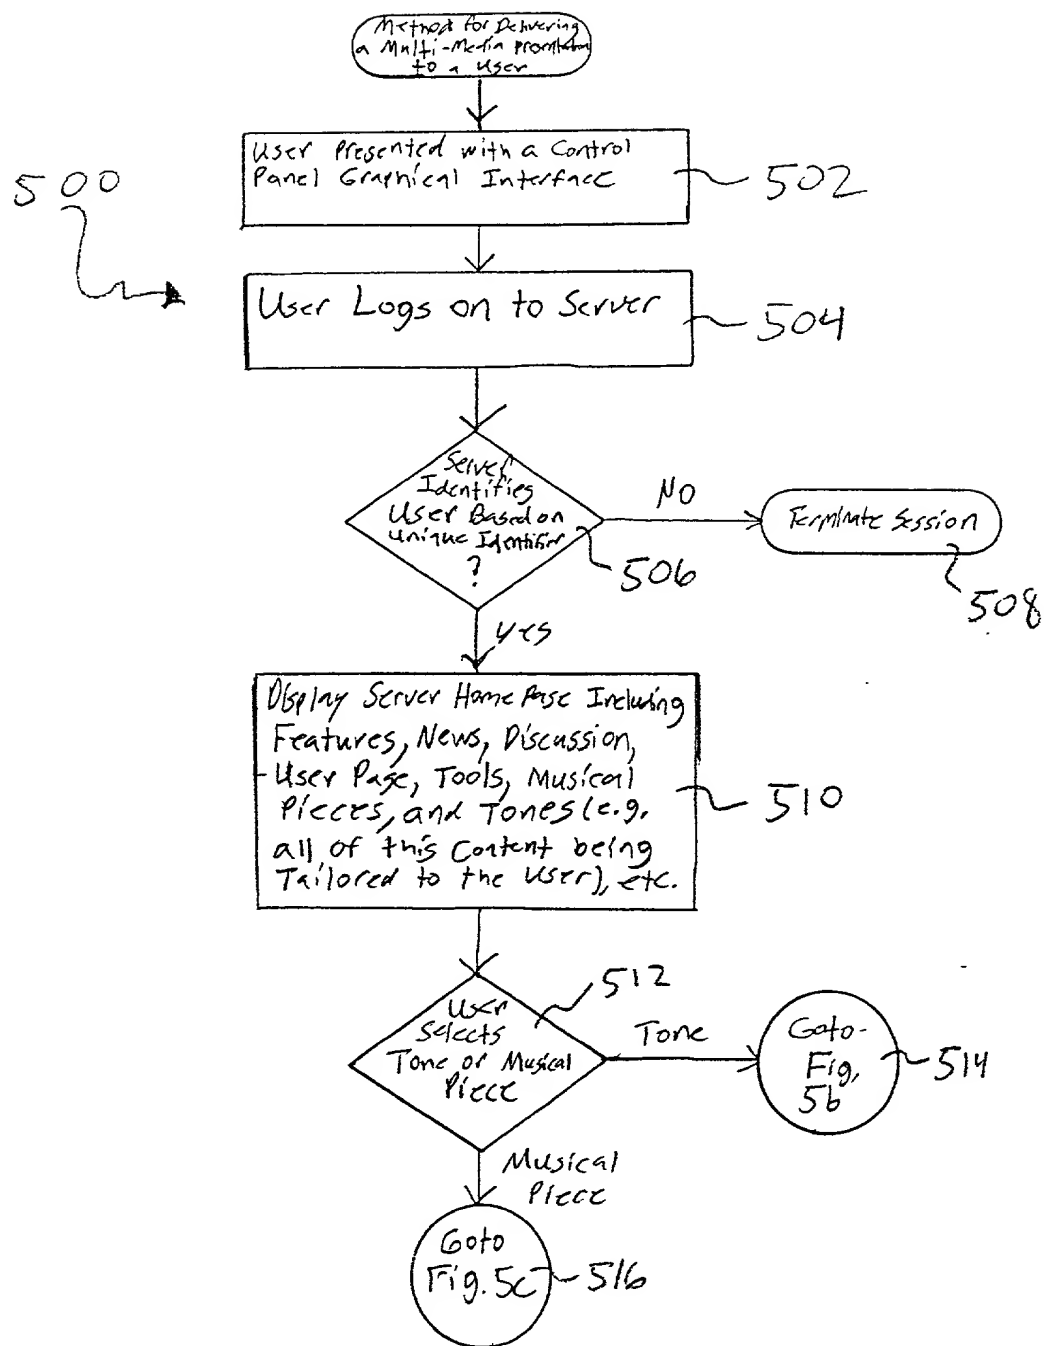 Method for Delivering
a Multi-Media presentation
to a User
User Presented with a Control
Panel Graphical Interface
502
500
User Logs on to Server
504
Server
Identifies
User Based on
Unique Identifier
?
506
NO
Terminate Session
508
yes
Display Server Home Page Including
Features, News, Discussion,
User Page, Tools, Musical
Pieces, and Tones (e.g.
all of this Content being
Tailored to the User), etc.
510
User
Selects
Tone or Musical
Piece
512
Tone
Goto
Fig.
5b
514
Musical
Piece
Goto
Fig. 5c
516